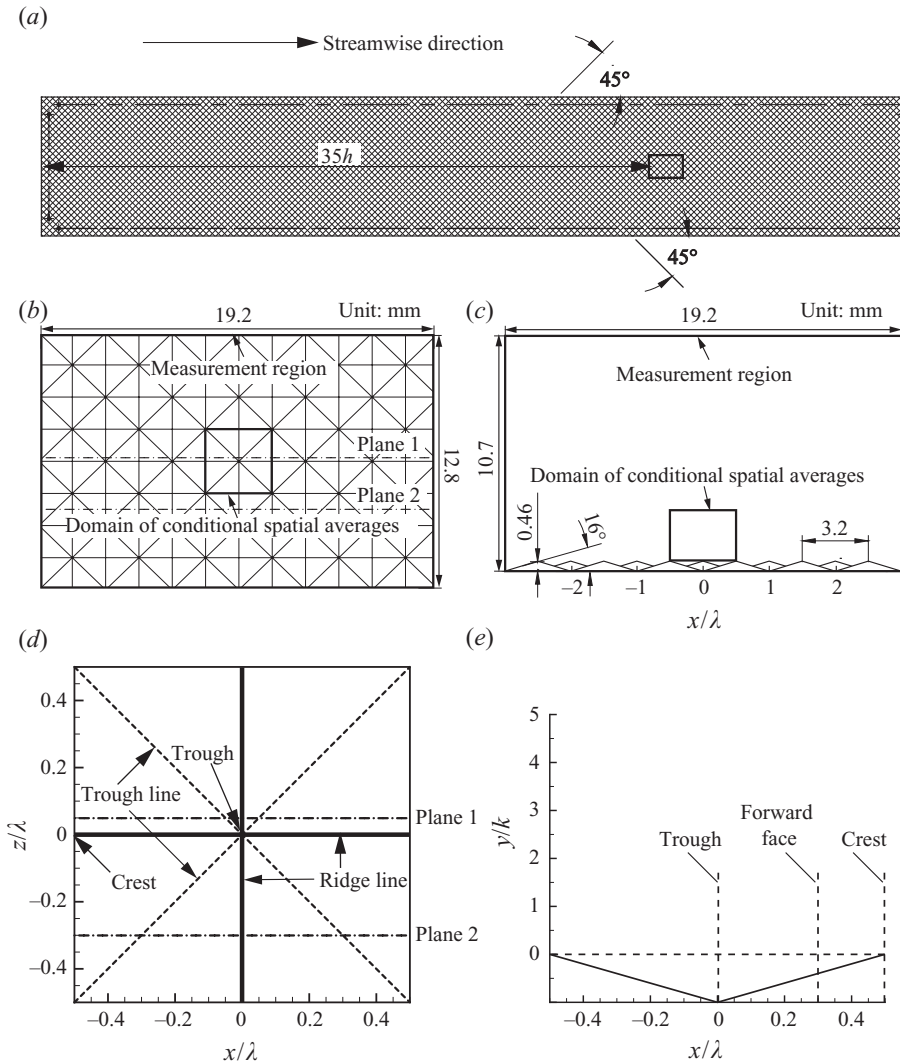 (a)
Streamwise direction
45°
35h
45°
(b)
19.2
Unit: mm
Measurement region
Plane 1
12.8
Plane 2
Domain of conditional spatial averages
(c)
19.2
Unit: mm
Measurement region
10.7
Domain of conditional spatial averages
0.46
16°
3.2
–2
–1
0
1
2
x/λ
(d)
0.4
0.2
0
–0.2
–0.4
z/λ
Trough
Trough line
Plane 1
Crest
Ridge line
Plane 2
–0.4
–0.2
0
0.2
0.4
x/λ
(e)
5
4
3
2
1
0
y/k
Trough
Forward
face
Crest
–0.4
–0.2
0
0.2
0.4
x/λ